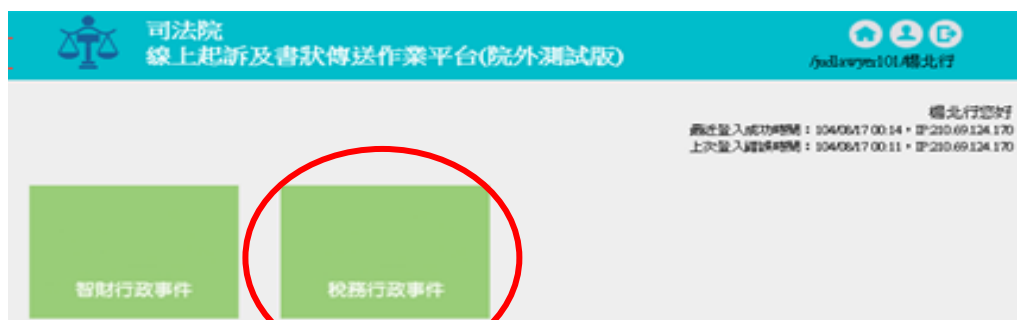 司法院
線上起訴及書狀傳送作業平台(院外測試版)
/judlawyer101/楊北行
楊北行您好
最近登入成功時間：104/08/17 00:14，IP:210.69.124.170
上次登入錯誤時間：104/08/17 00:11，IP:210.69.124.170
智財行政事件
稅務行政事件